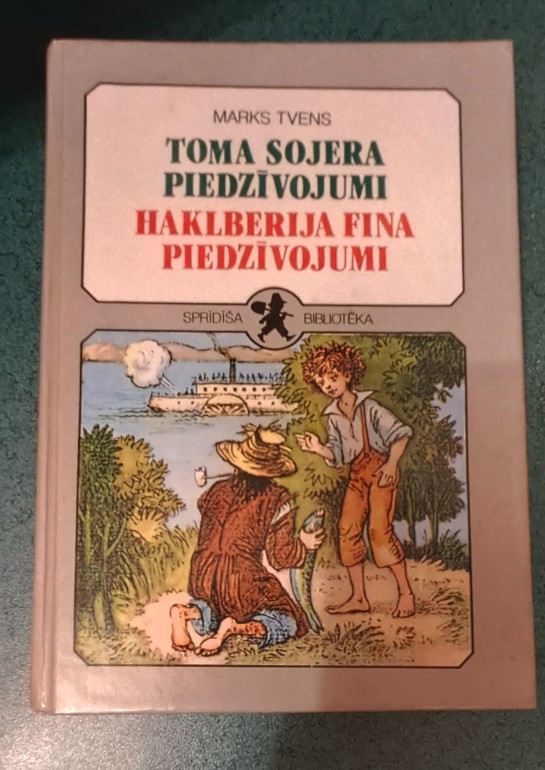 MARKS TVENS
TOMA SOJERA
PIEDZĪVOJUMI
HAKLBERIJA FINA
PIEDZĪVOJUMI
SPRĪDĪŠA BIBLIOTĒKA